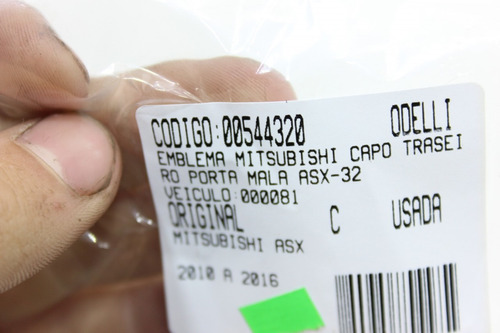 CODIGO:00544320 ODELLI
EMBLEMA MITSUBISHI CAPO TRASEI
RO PORTA MALA ASX-32
VEICULO:000081
ORIGINAL C USADA
MITSUBISHI ASX
2010 A 2016